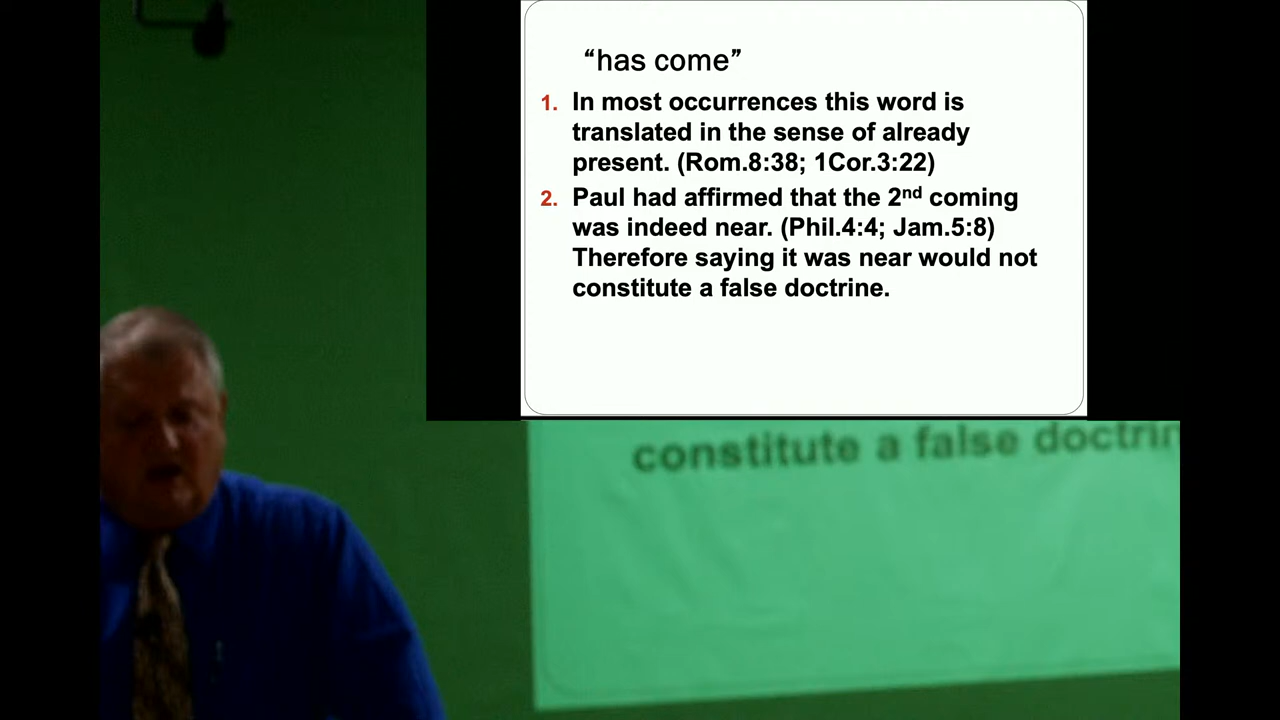 “has come”
1. In most occurrences this word is
translated in the sense of already
present. (Rom.8:38; 1Cor.3:22)
2. Paul had affirmed that the 2nd coming
was indeed near. (Phil.4:4; Jam.5:8)
Therefore saying it was near would not
constitute a false doctrine.
constitute a false doctrin